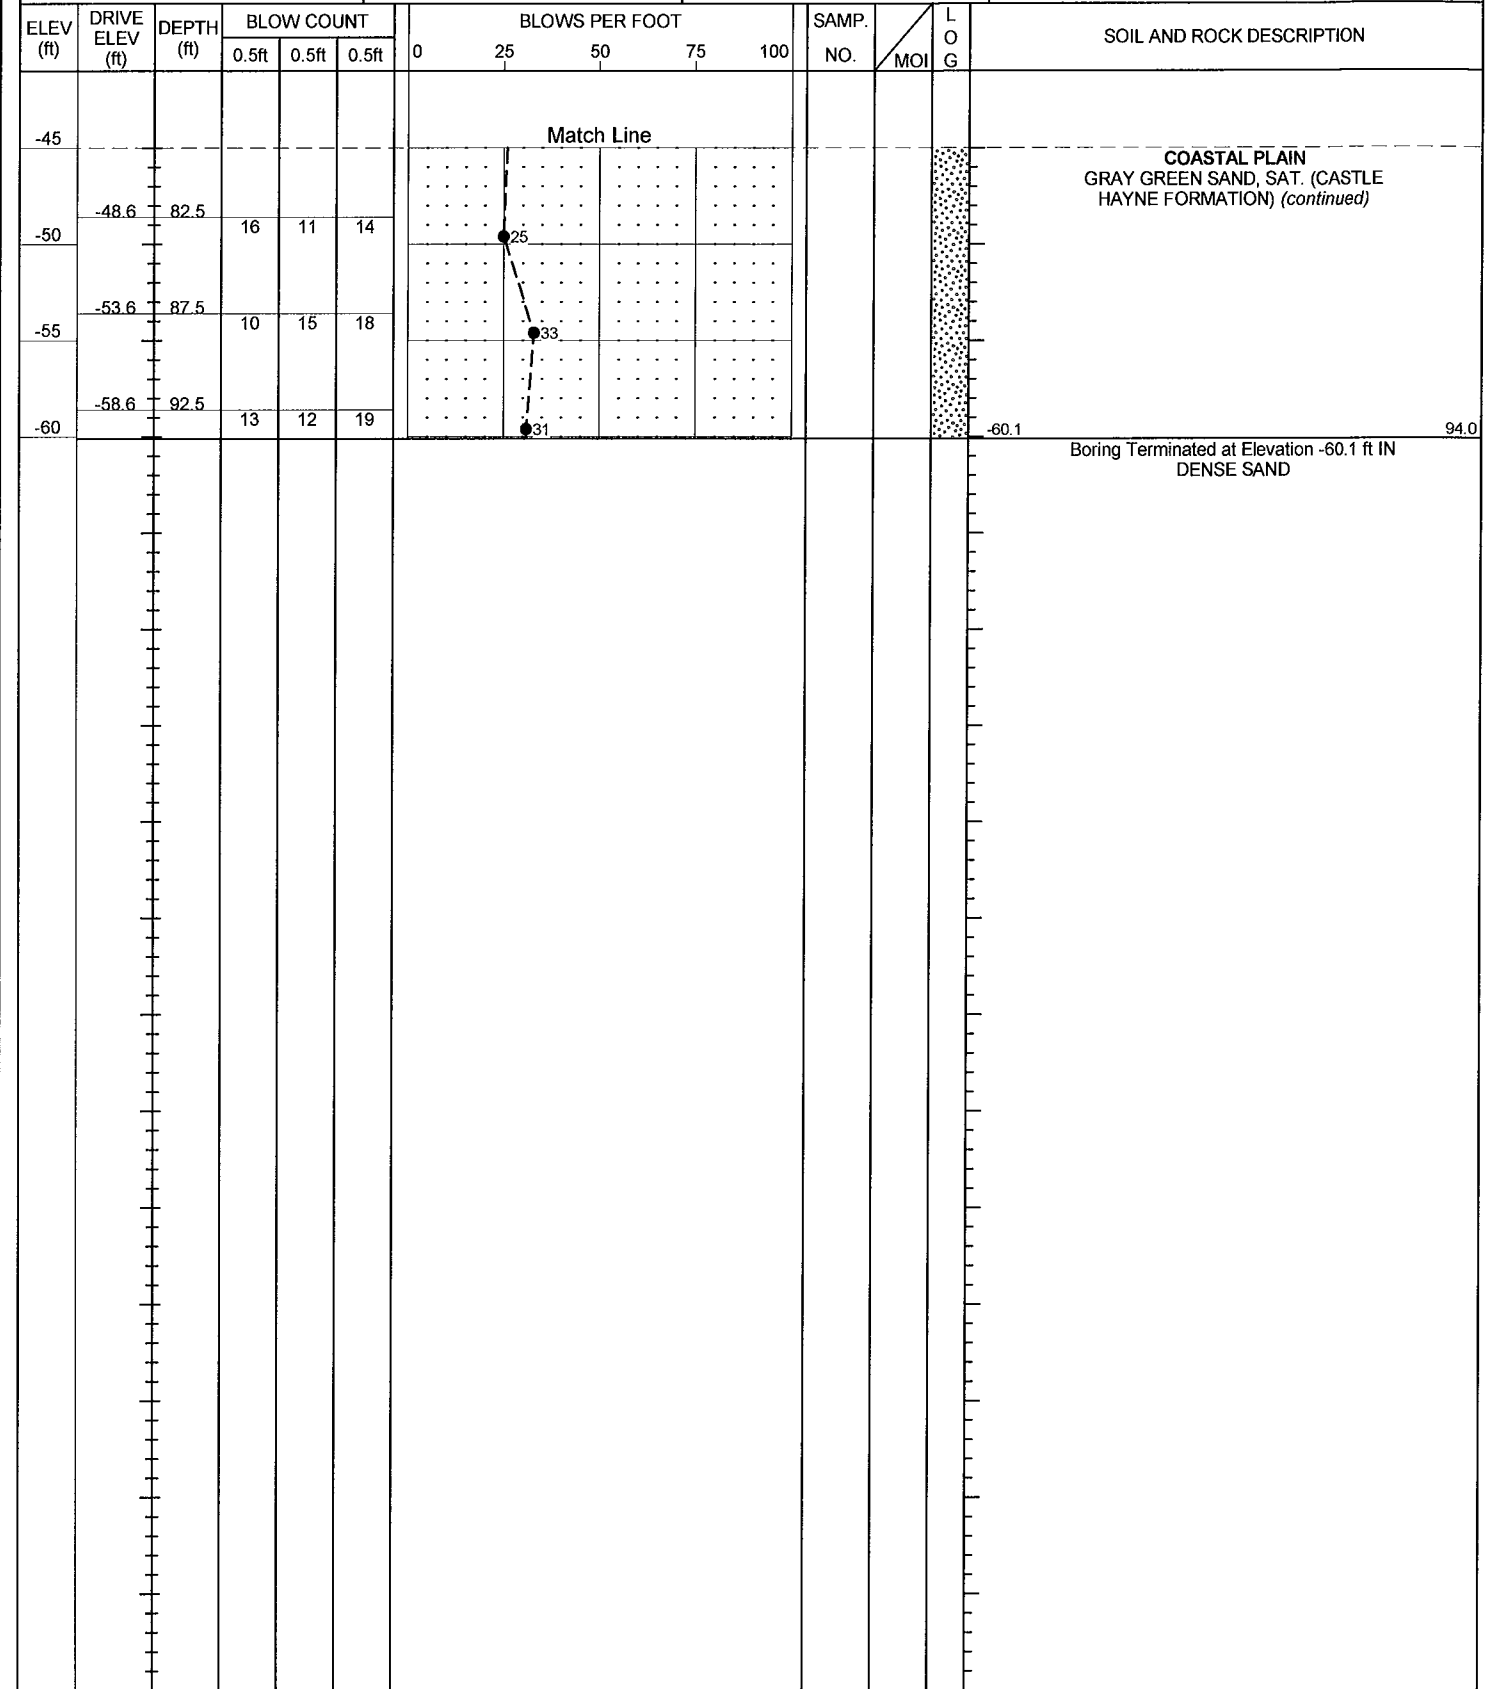 ELEV (ft) DRIVE ELEV (ft) DEPTH (ft) BLOW COUNT BLOWS PER FOOT SAMP. NO. MOI LOG SOIL AND ROCK DESCRIPTION
0.5ft 0.5ft 0.5ft 0 25 50 75 100
-45 Match Line
COASTAL PLAIN
GRAY GREEN SAND, SAT. (CASTLE
HAYNE FORMATION) (continued)
-48.6 82.5
16 11 14
-50 25
-53.6 87.5
10 15 18
-55 33
-58.6 92.5
13 12 19
-60 31
-60.1 94.0
Boring Terminated at Elevation -60.1 ft IN
DENSE SAND